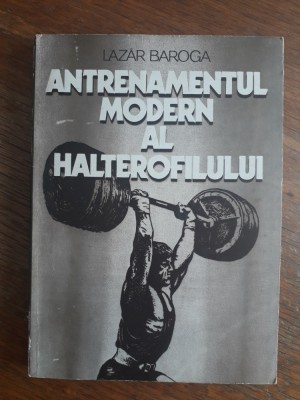 LAZĂR BAROGA
ANTRENAMENTUL
MODERN
AL
HALTEROFILULUI